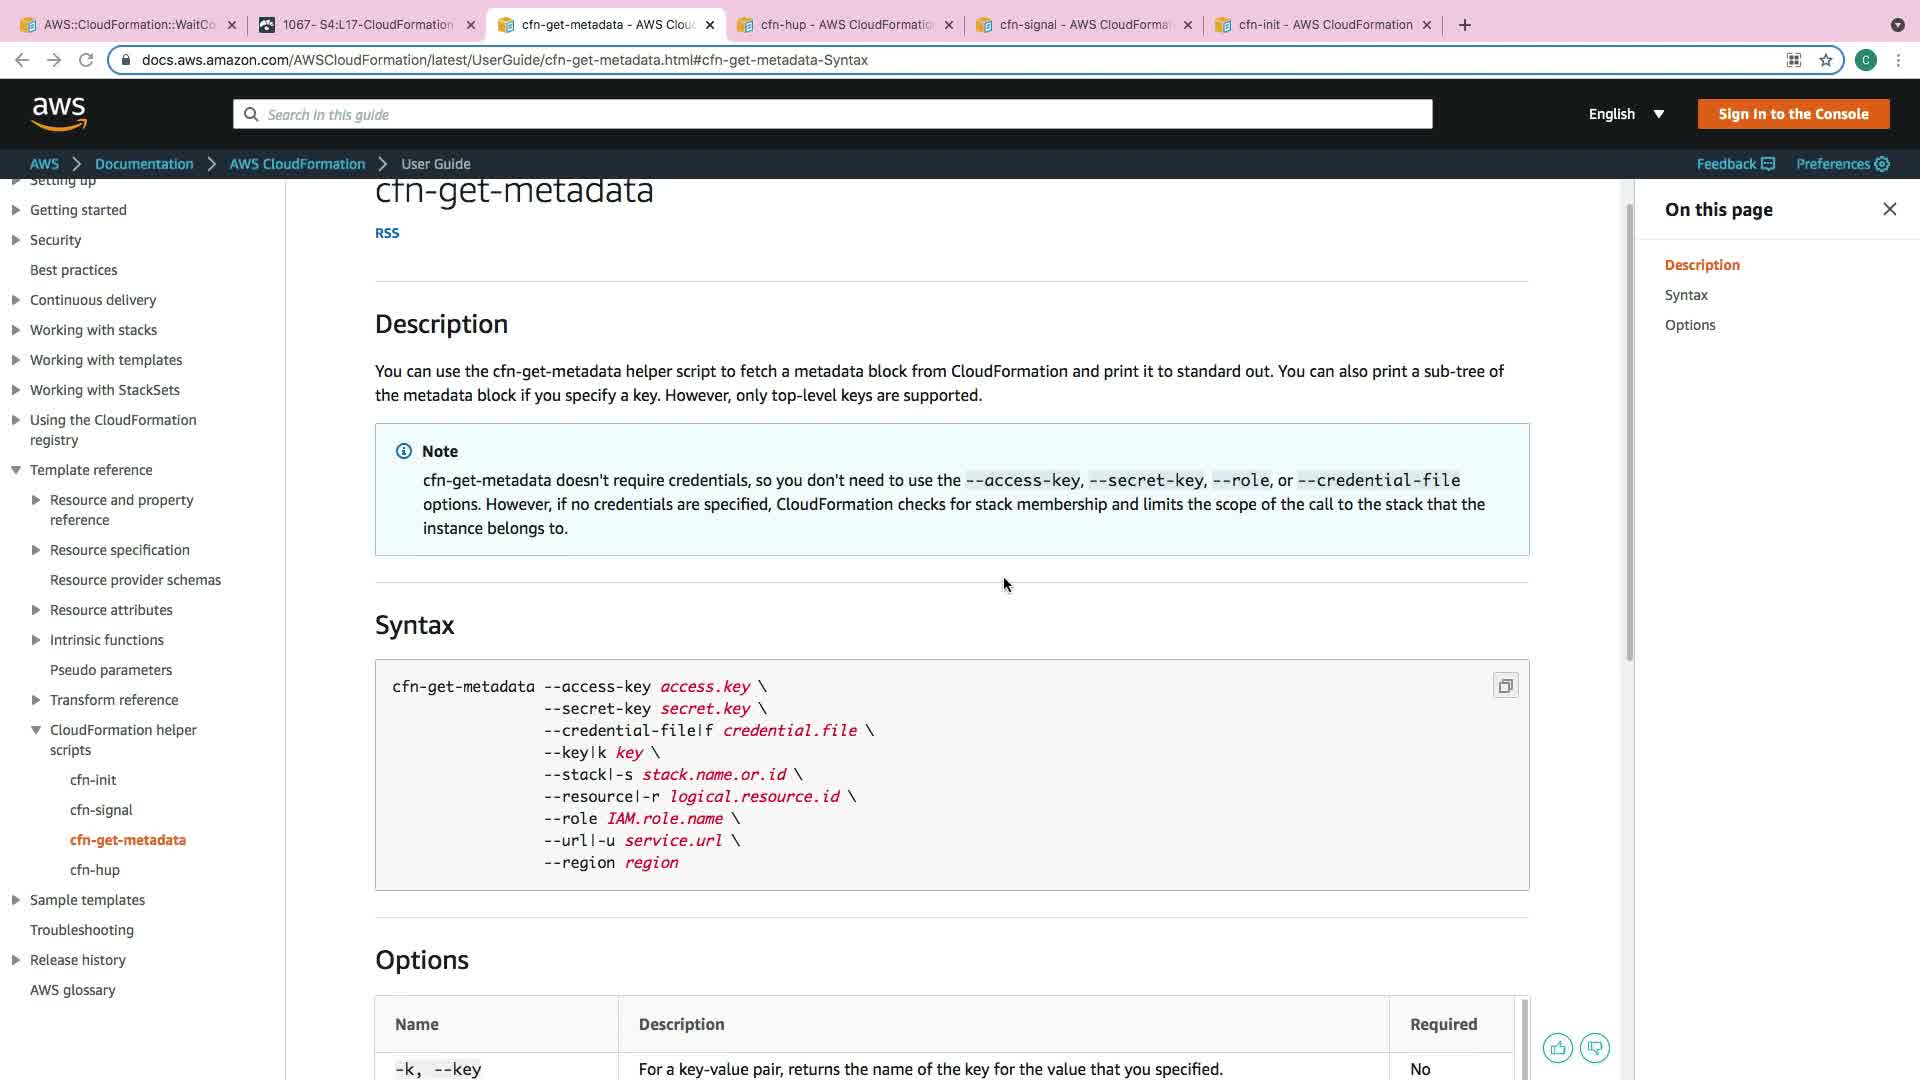 AWS::CloudFormation::WaitCo
1067- S4:L17-CloudFormation
cfn-get-metadata - AWS Clou
cfn-hup - AWS CloudFormatio
cfn-signal - AWS CloudFormat
cfn-init - AWS CloudFormation
docs.aws.amazon.com/AWSCloudFormation/latest/UserGuide/cfn-get-metadata.html#cfn-get-metadata-Syntax
C
aws
Search in this guide
English
Sign In to the Console
AWS > Documentation > AWS CloudFormation > User Guide
Feedback
Preferences
Setting up
Getting started
Security
Best practices
Continuous delivery
Working with stacks
Working with templates
Working with StackSets
Using the CloudFormation
registry
Template reference
Resource and property
reference
Resource specification
Resource provider schemas
Resource attributes
Intrinsic functions
Pseudo parameters
Transform reference
CloudFormation helper
scripts
cfn-init
cfn-signal
cfn-get-metadata
cfn-hup
Sample templates
Troubleshooting
Release history
AWS glossary
cfn-get-metadata
RSS
Description
You can use the cfn-get-metadata helper script to fetch a metadata block from CloudFormation and print it to standard out. You can also print a sub-tree of
the metadata block if you specify a key. However, only top-level keys are supported.
Note
cfn-get-metadata doesn't require credentials, so you don't need to use the --access-key, --secret-key, --role, or --credential-file
options. However, if no credentials are specified, CloudFormation checks for stack membership and limits the scope of the call to the stack that the
instance belongs to.
Syntax
cfn-get-metadata --access-key access.key \
--secret-key secret.key \
--credential-file|f credential.file \
--key|k key \
--stack|-s stack.name.or.id \
--resource|-r logical.resource.id \
--role IAM.role.name \
--url|-u service.url \
--region region
Options
Name
Description
Required
-k, --key
For a key-value pair, returns the name of the key for the value that you specified.
No
On this page
Description
Syntax
Options